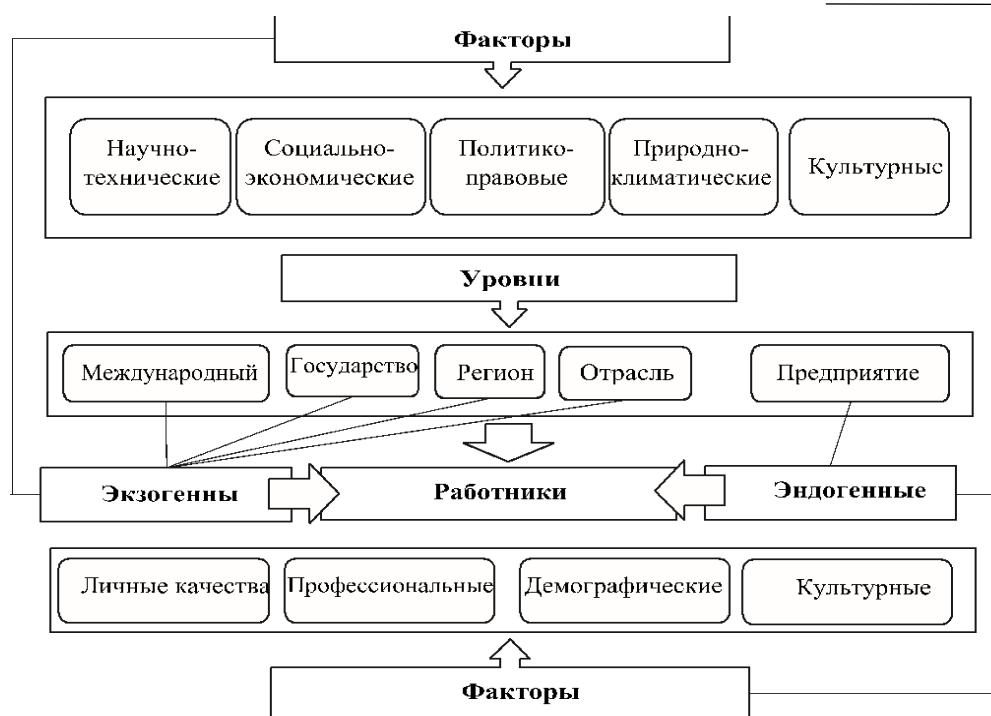 Факторы
Научно-
технические
Социально-
экономические
Политико-
правовые
Природно-
климатические
Культурныс
Уровни
Международный
Государство
Регион
Отрасль
Предприятие
Экзогенны
Работники
Эндогенные
Личные качества
Профессиональные
Демографические
Культурные
Факторы